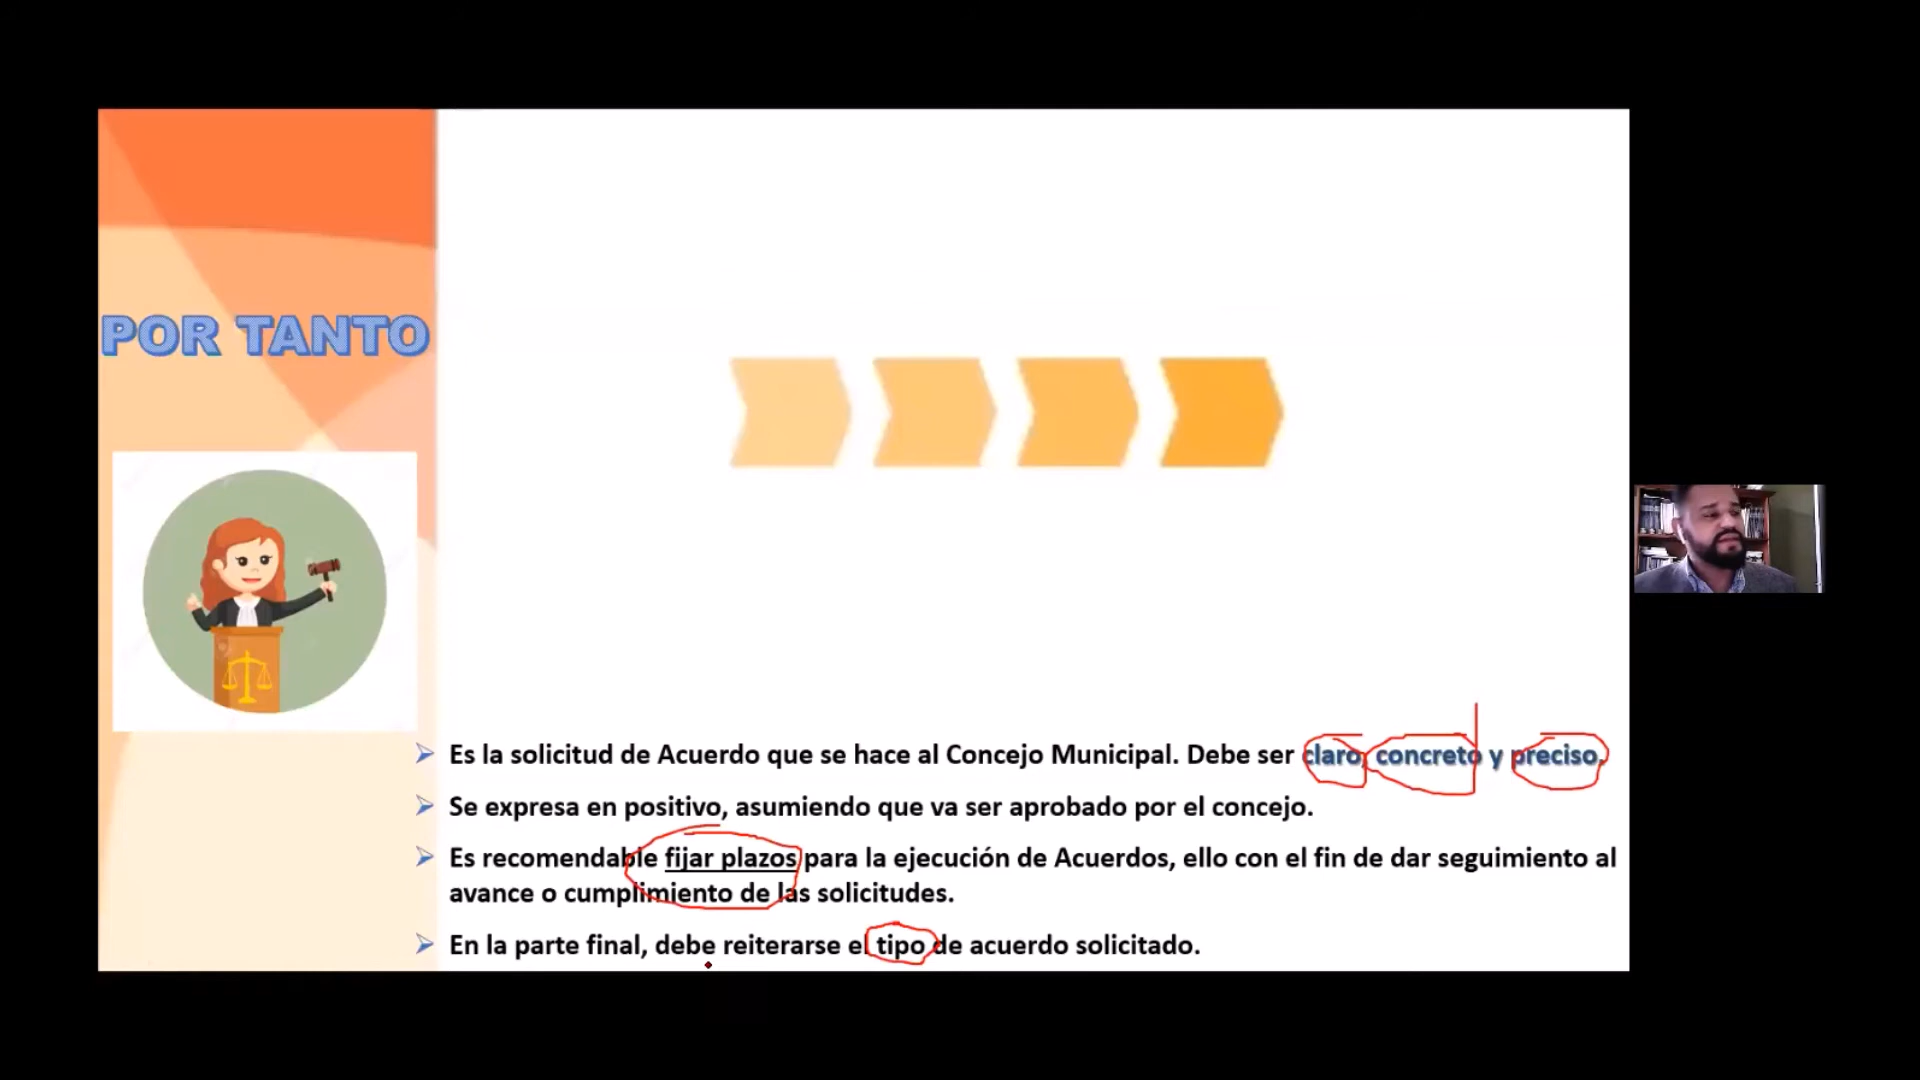 POR TANTO
Es la solicitud de Acuerdo que se hace al Concejo Municipal. Debe ser claro, concreto y preciso.
Se expresa en positivo, asumiendo que va ser aprobado por el concejo.
Es recomendable fijar plazos para la ejecución de Acuerdos, ello con el fin de dar seguimiento al
avance o cumplimiento de las solicitudes.
En la parte final, debe reiterarse el tipo de acuerdo solicitado.